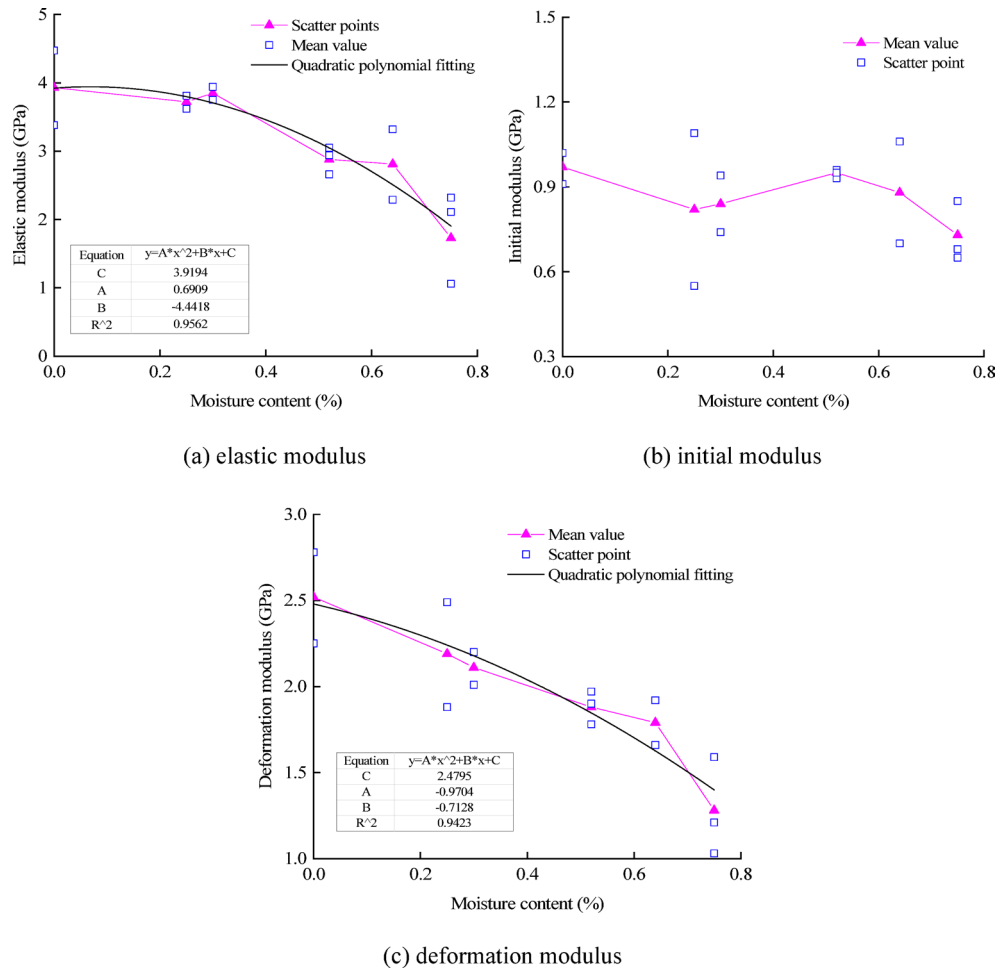 Scatter points
Mean value
Quadratic polynomial fitting
5
4
3
2
1
0
Elastic modulus (GPa)
Equation y=A*x^2+B*x+C
C 3.9194
A 0.6909
B -4.4418
R^2 0.9562
0.0 0.2 0.4 0.6 0.8
Moisture content (%)
(a) elastic modulus
Mean value
Scatter point
1.5
1.2
0.9
0.6
0.3
Initial modulus (GPa)
0.0 0.2 0.4 0.6 0.8
Moisture content (%)
(b) initial modulus
Mean value
Scatter point
Quadratic polynomial fitting
3.0
2.5
2.0
1.5
1.0
Deformation modulus (GPa)
Equation y=A*x^2+B*x+C
C 2.4795
A -0.9704
B -0.7128
R^2 0.9423
0.0 0.2 0.4 0.6 0.8
Moisture content (%)
(c) deformation modulus